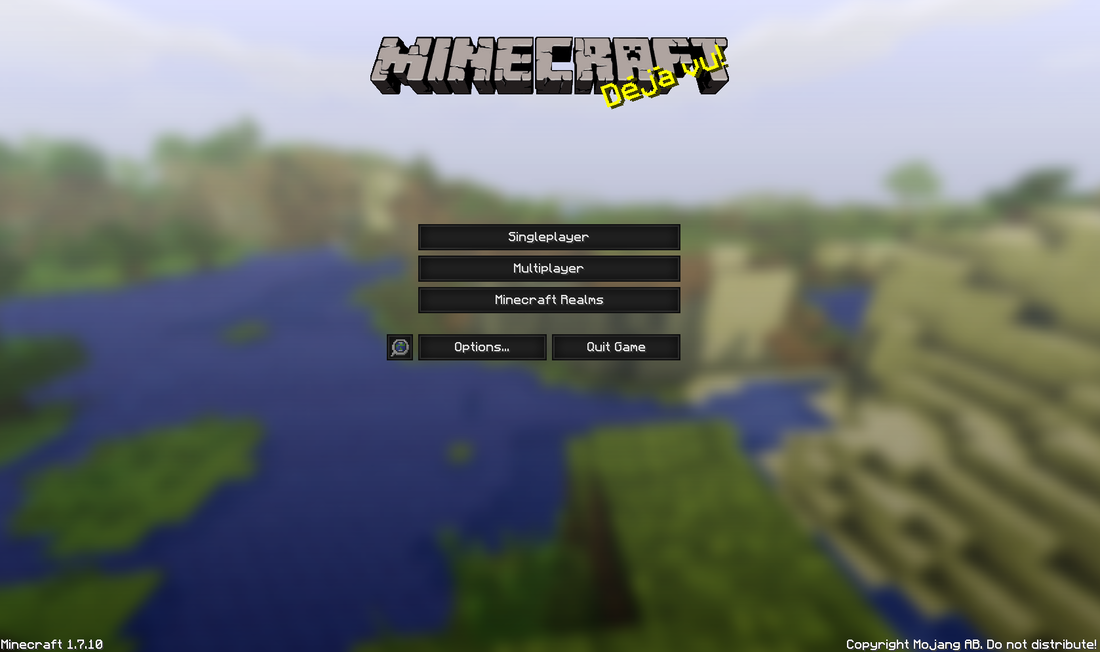 MINECRAFT
Déjà vu!
Singleplayer
Multiplayer
Minecraft Realms
Options...
Quit Game
Minecraft 1.7.10
Copyright Mojang AB. Do not distribute!